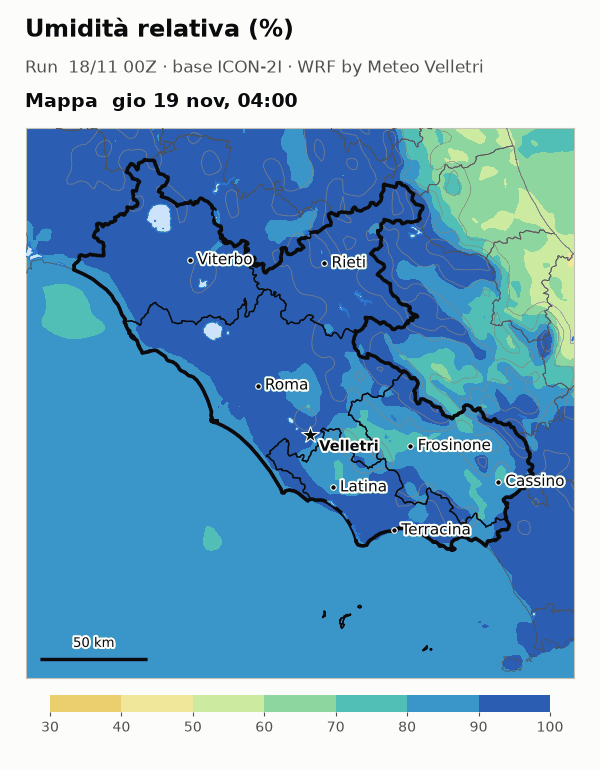 Umidità relativa (%)
Run  18/11 00Z · base ICON-2I · WRF by Meteo Velletri
Mappa  gio 19 nov, 04:00
Viterbo
Rieti
Roma
Velletri
Frosinone
Latina
Cassino
Terracina
50 km
30 40 50 60 70 80 90 100